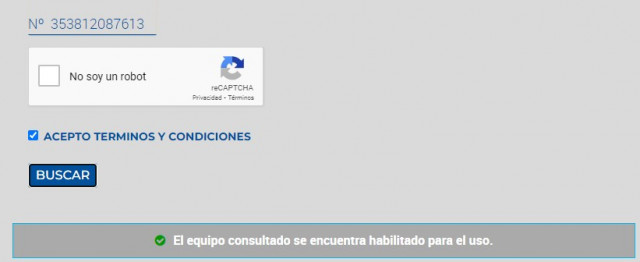 Nº 353812087613
No soy un robot
reCAPTCHA
Privacidad - Términos
ACEPTO TERMINOS Y CONDICIONES
BUSCAR
El equipo consultado se encuentra habilitado para el uso.